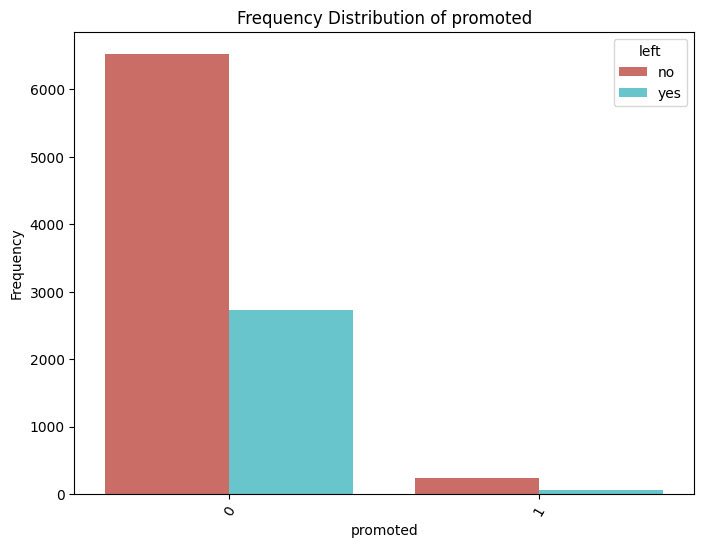 Frequency Distribution of promoted
left
no
yes
6000
5000
4000
3000
2000
1000
0
Frequency
0
1
promoted